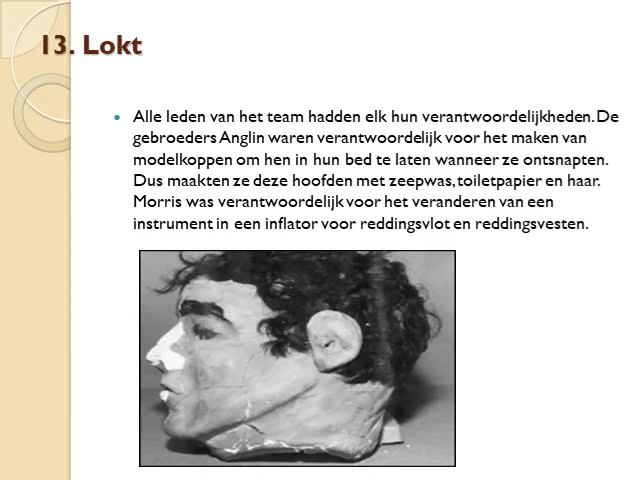 13. Lokt
Alle leden van het team hadden elk hun verantwoordelijkheden. De
gebroeders Anglin waren verantwoordelijk voor het maken van
modelkoppen om hen in hun bed te laten wanneer ze ontsnapten.
Dus maakten ze deze hoofden met zeepwas, toiletpapier en haar.
Morris was verantwoordelijk voor het veranderen van een
instrument in een inflator voor reddingsvlot en reddingsvesten.